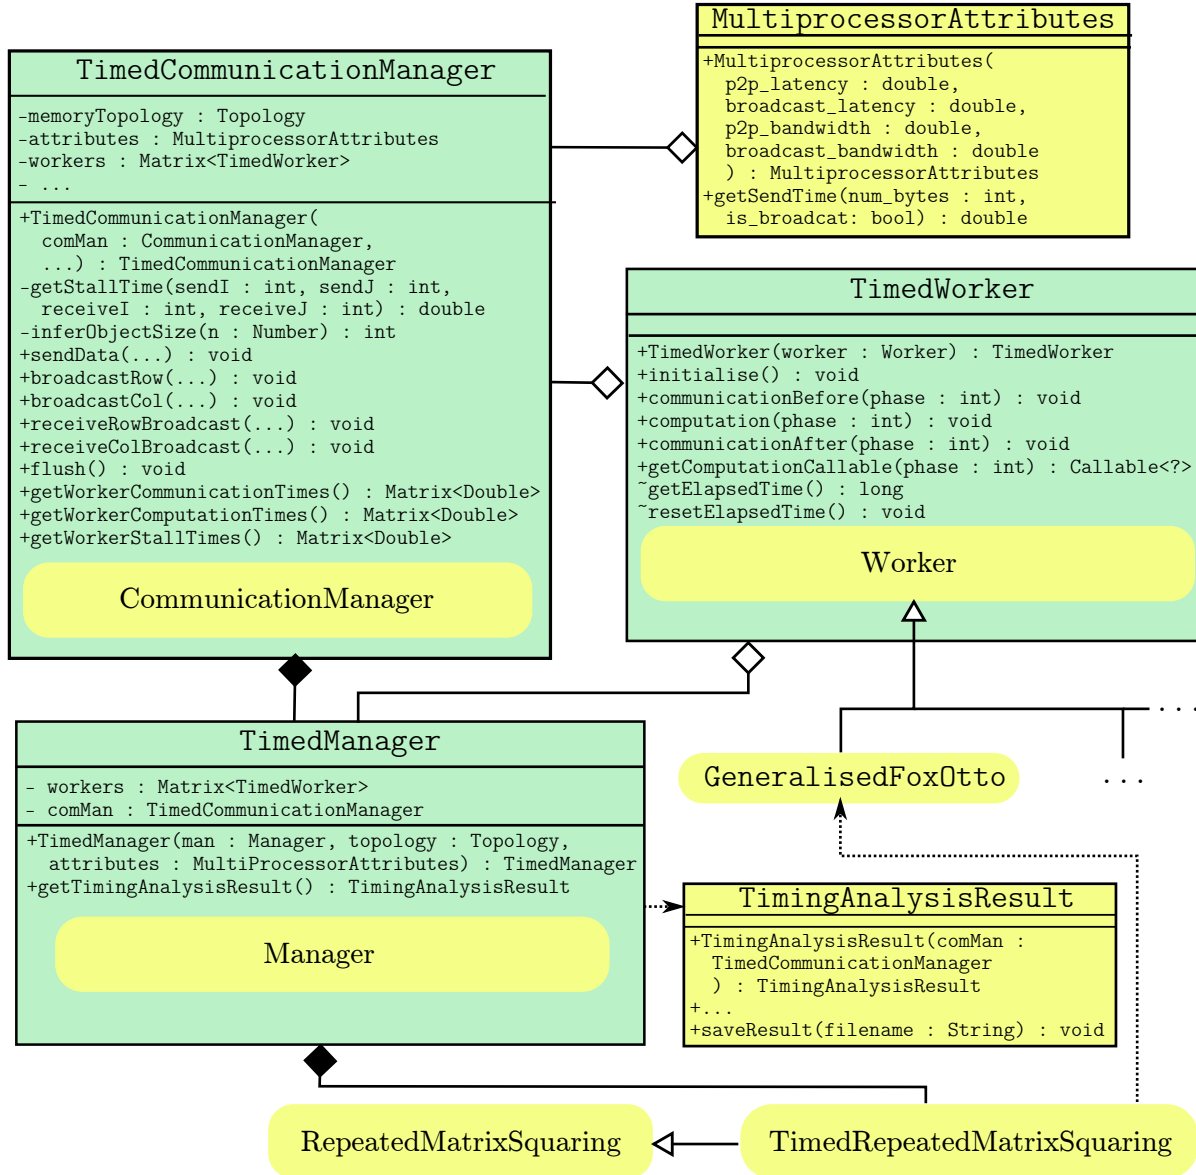 TimedCommunicationManager
-memoryTopology : Topology
-attributes : MultiprocessorAttributes
-workers : Matrix<TimedWorker>
- ...
+TimedCommunicationManager(
comMan : CommunicationManager,
...) : TimedCommunicationManager
-getStallTime(sendI : int, sendJ : int,
receiveI : int, receiveJ : int) : double
-inferObjectSize(n : Number) : int
+sendData(...) : void
+broadcastRow(...) : void
+broadcastCol(...) : void
+receiveRowBroadcast(...) : void
+receiveColBroadcast(...) : void
+flush() : void
+getWorkerCommunicationTimes() : Matrix<Double>
+getWorkerComputationTimes() : Matrix<Double>
+getWorkerStallTimes() : Matrix<Double>
CommunicationManager
MultiprocessorAttributes
+MultiprocessorAttributes(
p2p_latency : double,
broadcast_latency : double,
p2p_bandwidth : double,
broadcast_bandwidth : double
) : MultiprocessorAttributes
+getSendTime(num_bytes : int,
is_broadcat: bool) : double
TimedWorker
+TimedWorker(worker : Worker) : TimedWorker
+initialise() : void
+communicationBefore(phase : int) : void
+computation(phase : int) : void
+communicationAfter(phase : int) : void
+getComputationCallable(phase : int) : Callable<?>
~getElapsedTime() : long
~resetElapsedTime() : void
Worker
TimedManager
- workers : Matrix<TimedWorker>
- comMan : TimedCommunicationManager
+TimedManager(man : Manager, topology : Topology,
attributes : MultiProcessorAttributes) : TimedManager
+getTimingAnalysisResult() : TimingAnalysisResult
Manager
...
GeneralisedFoxOtto
...
TimingAnalysisResult
+TimingAnalysisResult(comMan :
TimedCommunicationManager
) : TimingAnalysisResult
+...
+saveResult(filename : String) : void
RepeatedMatrixSquaring
TimedRepeatedMatrixSquaring